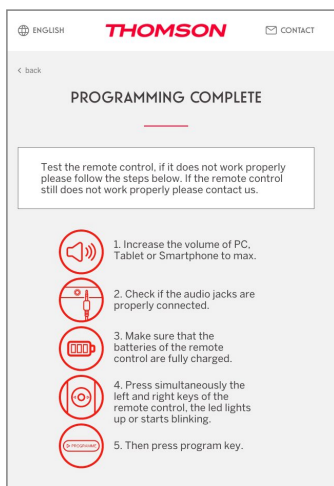 ENGLISH THOMSON CONTACT
< back
PROGRAMMING COMPLETE
Test the remote control, if it does not work properly
please follow the steps below. If the remote control
still does not work properly please contact us.
1. Increase the volume of PC,
Tablet or Smartphone to max.
2. Check if the audio jacks are
properly connected.
3. Make sure that the
batteries of the remote
control are fully charged.
4. Press simultaneously the
left and right keys of the
remote control, the led lights
up or starts blinking.
PROGRAMME
5. Then press program key.